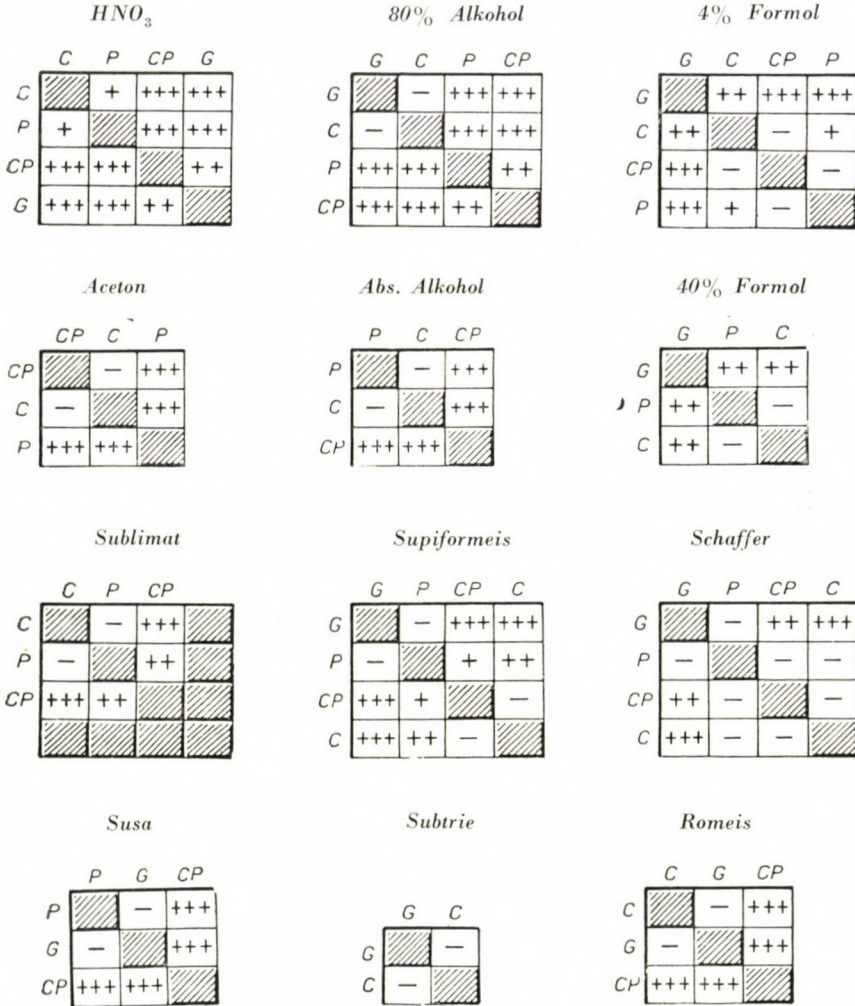 HNO₃ 80% Alkohol 4% Formol
C P CP G G C P CP G C CP P
C + +++ +++ G — +++ +++ G ++ +++ +++
P + +++ +++ C — +++ +++ C ++ — +
CP +++ +++ ++ P +++ +++ ++ CP +++ — —
G +++ +++ ++ CP +++ +++ ++ P +++ + —
Aceton Abs. Alkohol 40% Formol
CP C P P C CP G P C
CP — +++ P — +++ G ++ ++
C — +++ C — +++ P ++ —
P +++ +++ CP +++ +++ C ++ —
Sublimat Supiformeis Schaffer
C P CP G P CP C G P CP C
C — +++ G — +++ +++ G — ++ +++
P — ++ P — + ++ P — — —
CP +++ ++ CP +++ + — CP ++ — —
C +++ ++ — C +++ — —
Susa Subtrie Romeis
P G CP G C C G CP
P — +++ G — C — +++
G — +++ C — G — +++
CP +++ +++ CP +++ +++